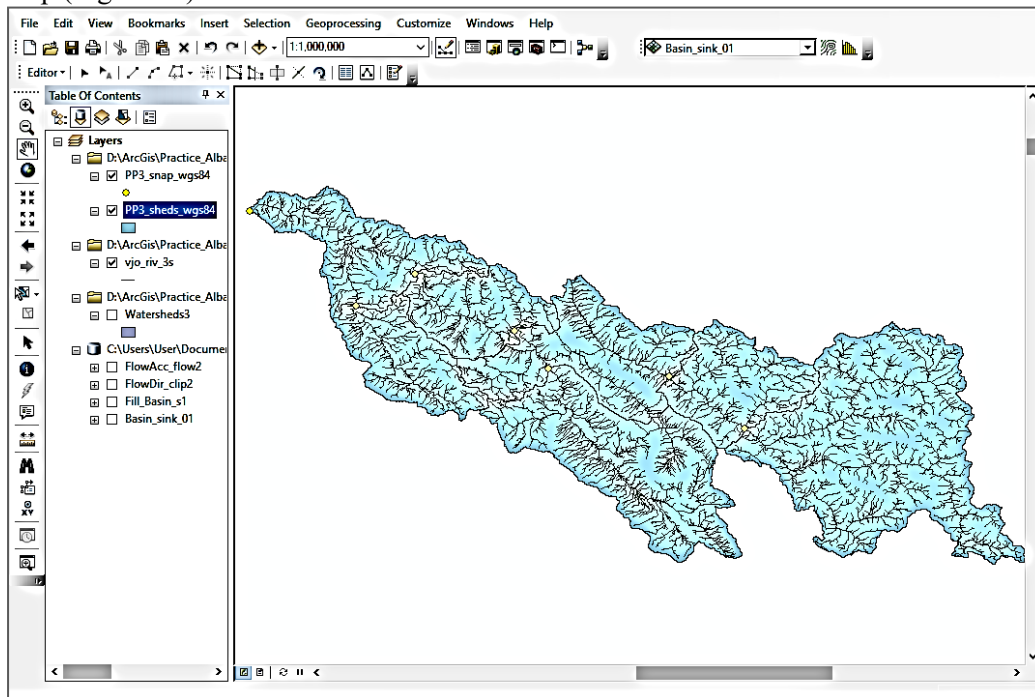 File Edit View Bookmarks Insert Selection Geoprocessing Customize Windows Help
1:1,000,000 Basin_sink_01
Editor
Table Of Contents
Layers
D:\ArcGis\Practice_Alba
PP3_snap_wgs84
PP3_sheds_wgs84
D:\ArcGis\Practice_Alba
vjo_riv_3s
D:\ArcGis\Practice_Alba
Watersheds3
C:\Users\User\Docume
FlowAcc_flow2
FlowDir_clip2
Fill_Basin_s1
Basin_sink_01